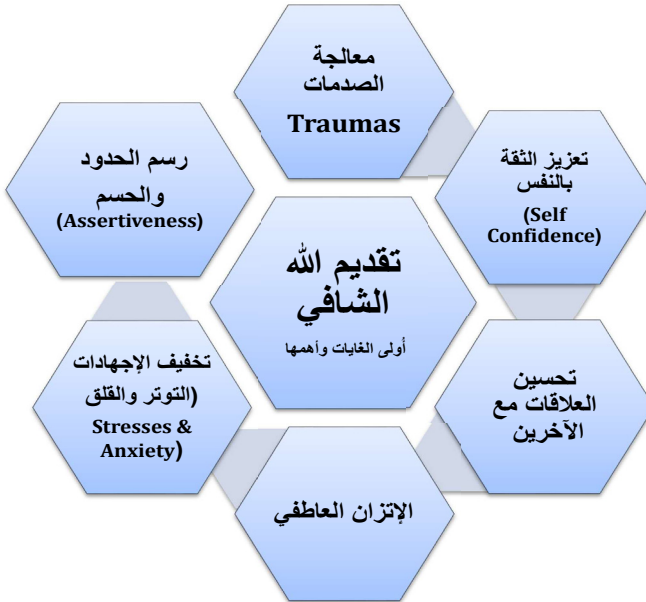 معالجة
الصدمات
Traumas
تعزيز الثقة
بالنفس
(Self
Confidence)
تحسين
العلاقات مع
الآخرين
الإتزان العاطفي
تخفيف الإجهادات
(التوتر والقلق
Stresses &
Anxiety)
رسم الحدود
والحسم
(Assertiveness)
تقديم الله
الشافي
أولى الغايات وأهمها